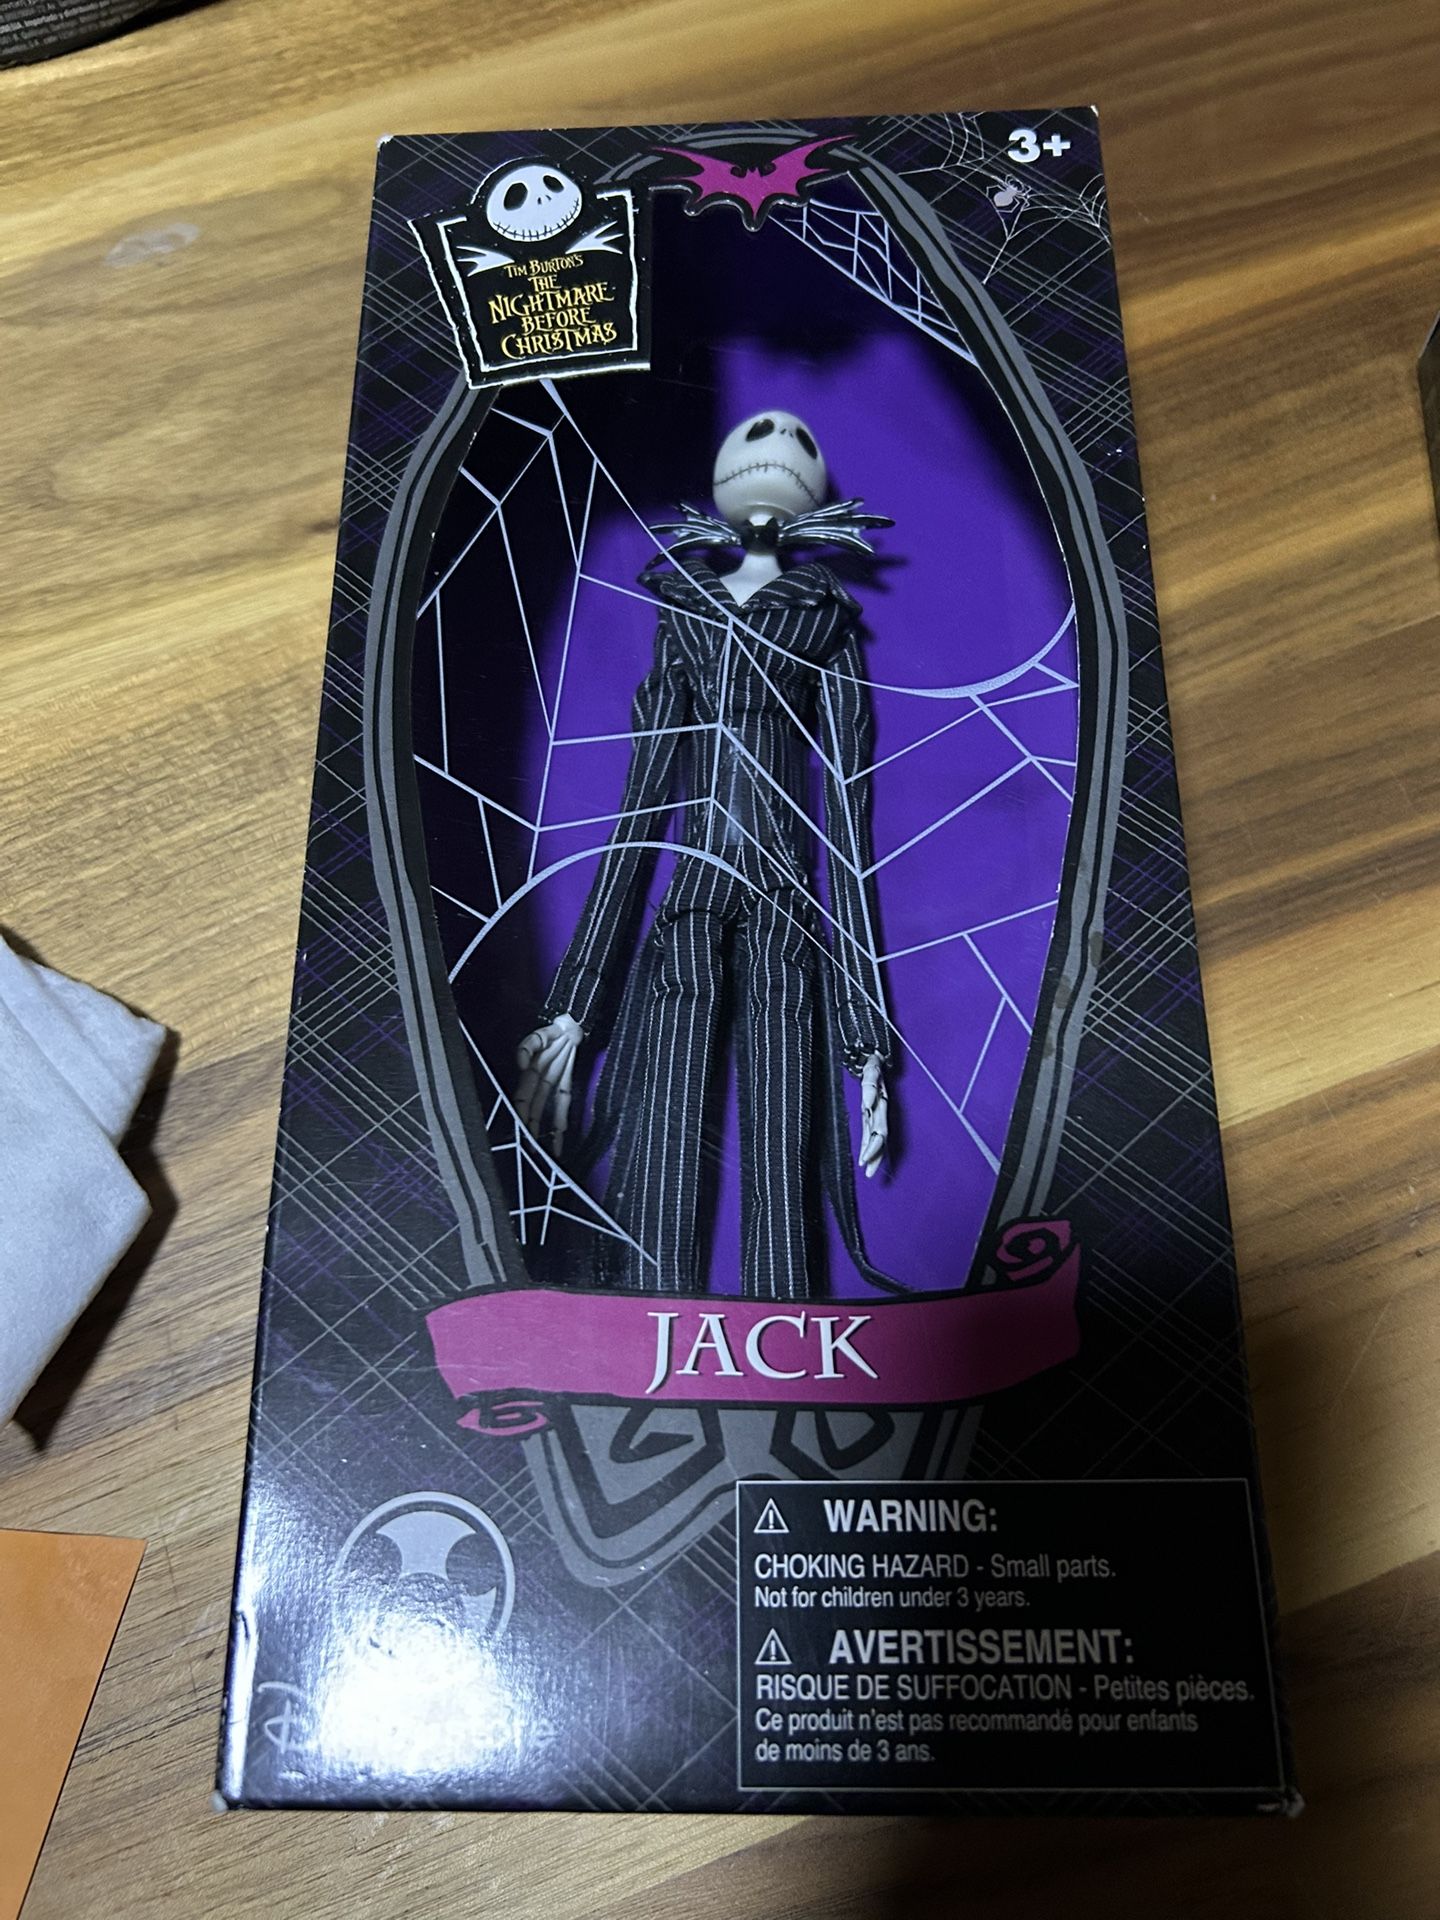 3+
TIM BURTON'S
THE
NIGHTMARE
BEFORE
CHRISTMAS
JACK
⚠ WARNING:
CHOKING HAZARD - Small parts.
Not for children under 3 years.
⚠ AVERTISSEMENT:
RISQUE DE SUFFOCATION - Petites pièces.
Ce produit n'est pas recommandé pour enfants
de moins de 3 ans.